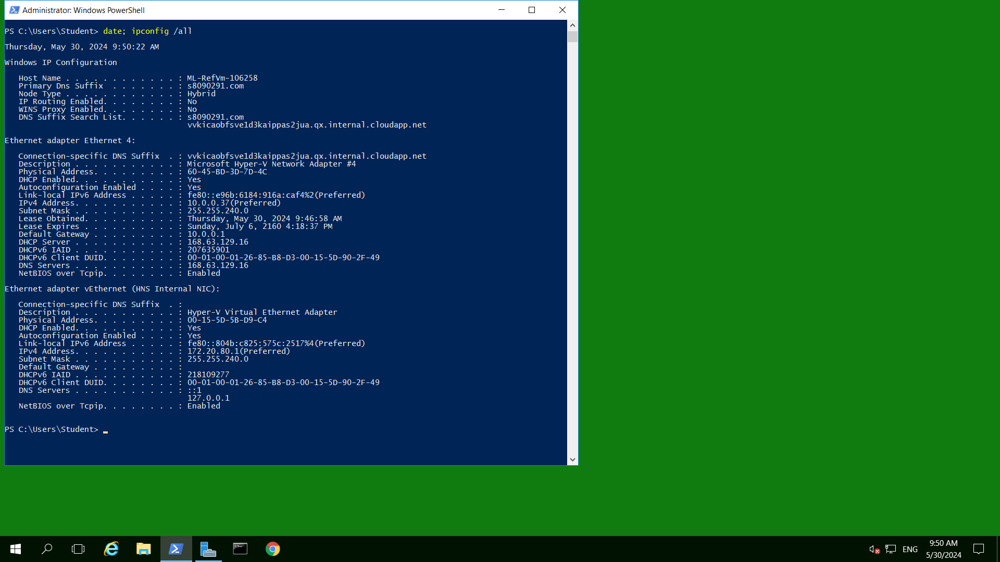 Administrator: Windows PowerShell
PS C:\Users\Student> date; ipconfig /all
Thursday, May 30, 2024 9:50:22 AM
Windows IP Configuration
Host Name . . . . . . . . . . . . : ML-RefVm-106258
Primary Dns Suffix  . . . . . . . : s8090291.com
Node Type . . . . . . . . . . . . : Hybrid
IP Routing Enabled. . . . . . . . : No
WINS Proxy Enabled. . . . . . . . : No
DNS Suffix Search List. . . . . . : s8090291.com
vvkicaobfsve1d3kaippas2jua.qx.internal.cloudapp.net
Ethernet adapter Ethernet 4:
Connection-specific DNS Suffix  . : vvkicaobfsve1d3kaippas2jua.qx.internal.cloudapp.net
Description . . . . . . . . . . . : Microsoft Hyper-V Network Adapter #4
Physical Address. . . . . . . . . : 60-45-BD-3D-7D-4C
DHCP Enabled. . . . . . . . . . . : Yes
Autoconfiguration Enabled . . . . : Yes
Link-local IPv6 Address . . . . . : fe80::e96b:6184:916a:caf4%2(Preferred)
IPv4 Address. . . . . . . . . . . : 10.0.0.37(Preferred)
Subnet Mask . . . . . . . . . . . : 255.255.240.0
Lease Obtained. . . . . . . . . . : Thursday, May 30, 2024 9:46:58 AM
Lease Expires . . . . . . . . . . : Sunday, July 6, 2160 4:18:37 PM
Default Gateway . . . . . . . . . : 10.0.0.1
DHCP Server . . . . . . . . . . . : 168.63.129.16
DHCPv6 IAID . . . . . . . . . . . : 207635901
DHCPv6 Client DUID. . . . . . . . : 00-01-00-01-26-85-B8-D3-00-15-5D-90-2F-49
DNS Servers . . . . . . . . . . . : 168.63.129.16
NetBIOS over Tcpip. . . . . . . . : Enabled
Ethernet adapter vEthernet (HNS Internal NIC):
Connection-specific DNS Suffix  . :
Description . . . . . . . . . . . : Hyper-V Virtual Ethernet Adapter
Physical Address. . . . . . . . . : 00-15-5D-5B-D9-C4
DHCP Enabled. . . . . . . . . . . : Yes
Autoconfiguration Enabled . . . . : Yes
Link-local IPv6 Address . . . . . : fe80::804b:c825:575c:2517%4(Preferred)
IPv4 Address. . . . . . . . . . . : 172.20.80.1(Preferred)
Subnet Mask . . . . . . . . . . . : 255.255.240.0
Default Gateway . . . . . . . . . :
DHCPv6 IAID . . . . . . . . . . . : 218109277
DHCPv6 Client DUID. . . . . . . . : 00-01-00-01-26-85-B8-D3-00-15-5D-90-2F-49
DNS Servers . . . . . . . . . . . : ::1
127.0.0.1
NetBIOS over Tcpip. . . . . . . . : Enabled
PS C:\Users\Student>
ENG
9:50 AM
5/30/2024